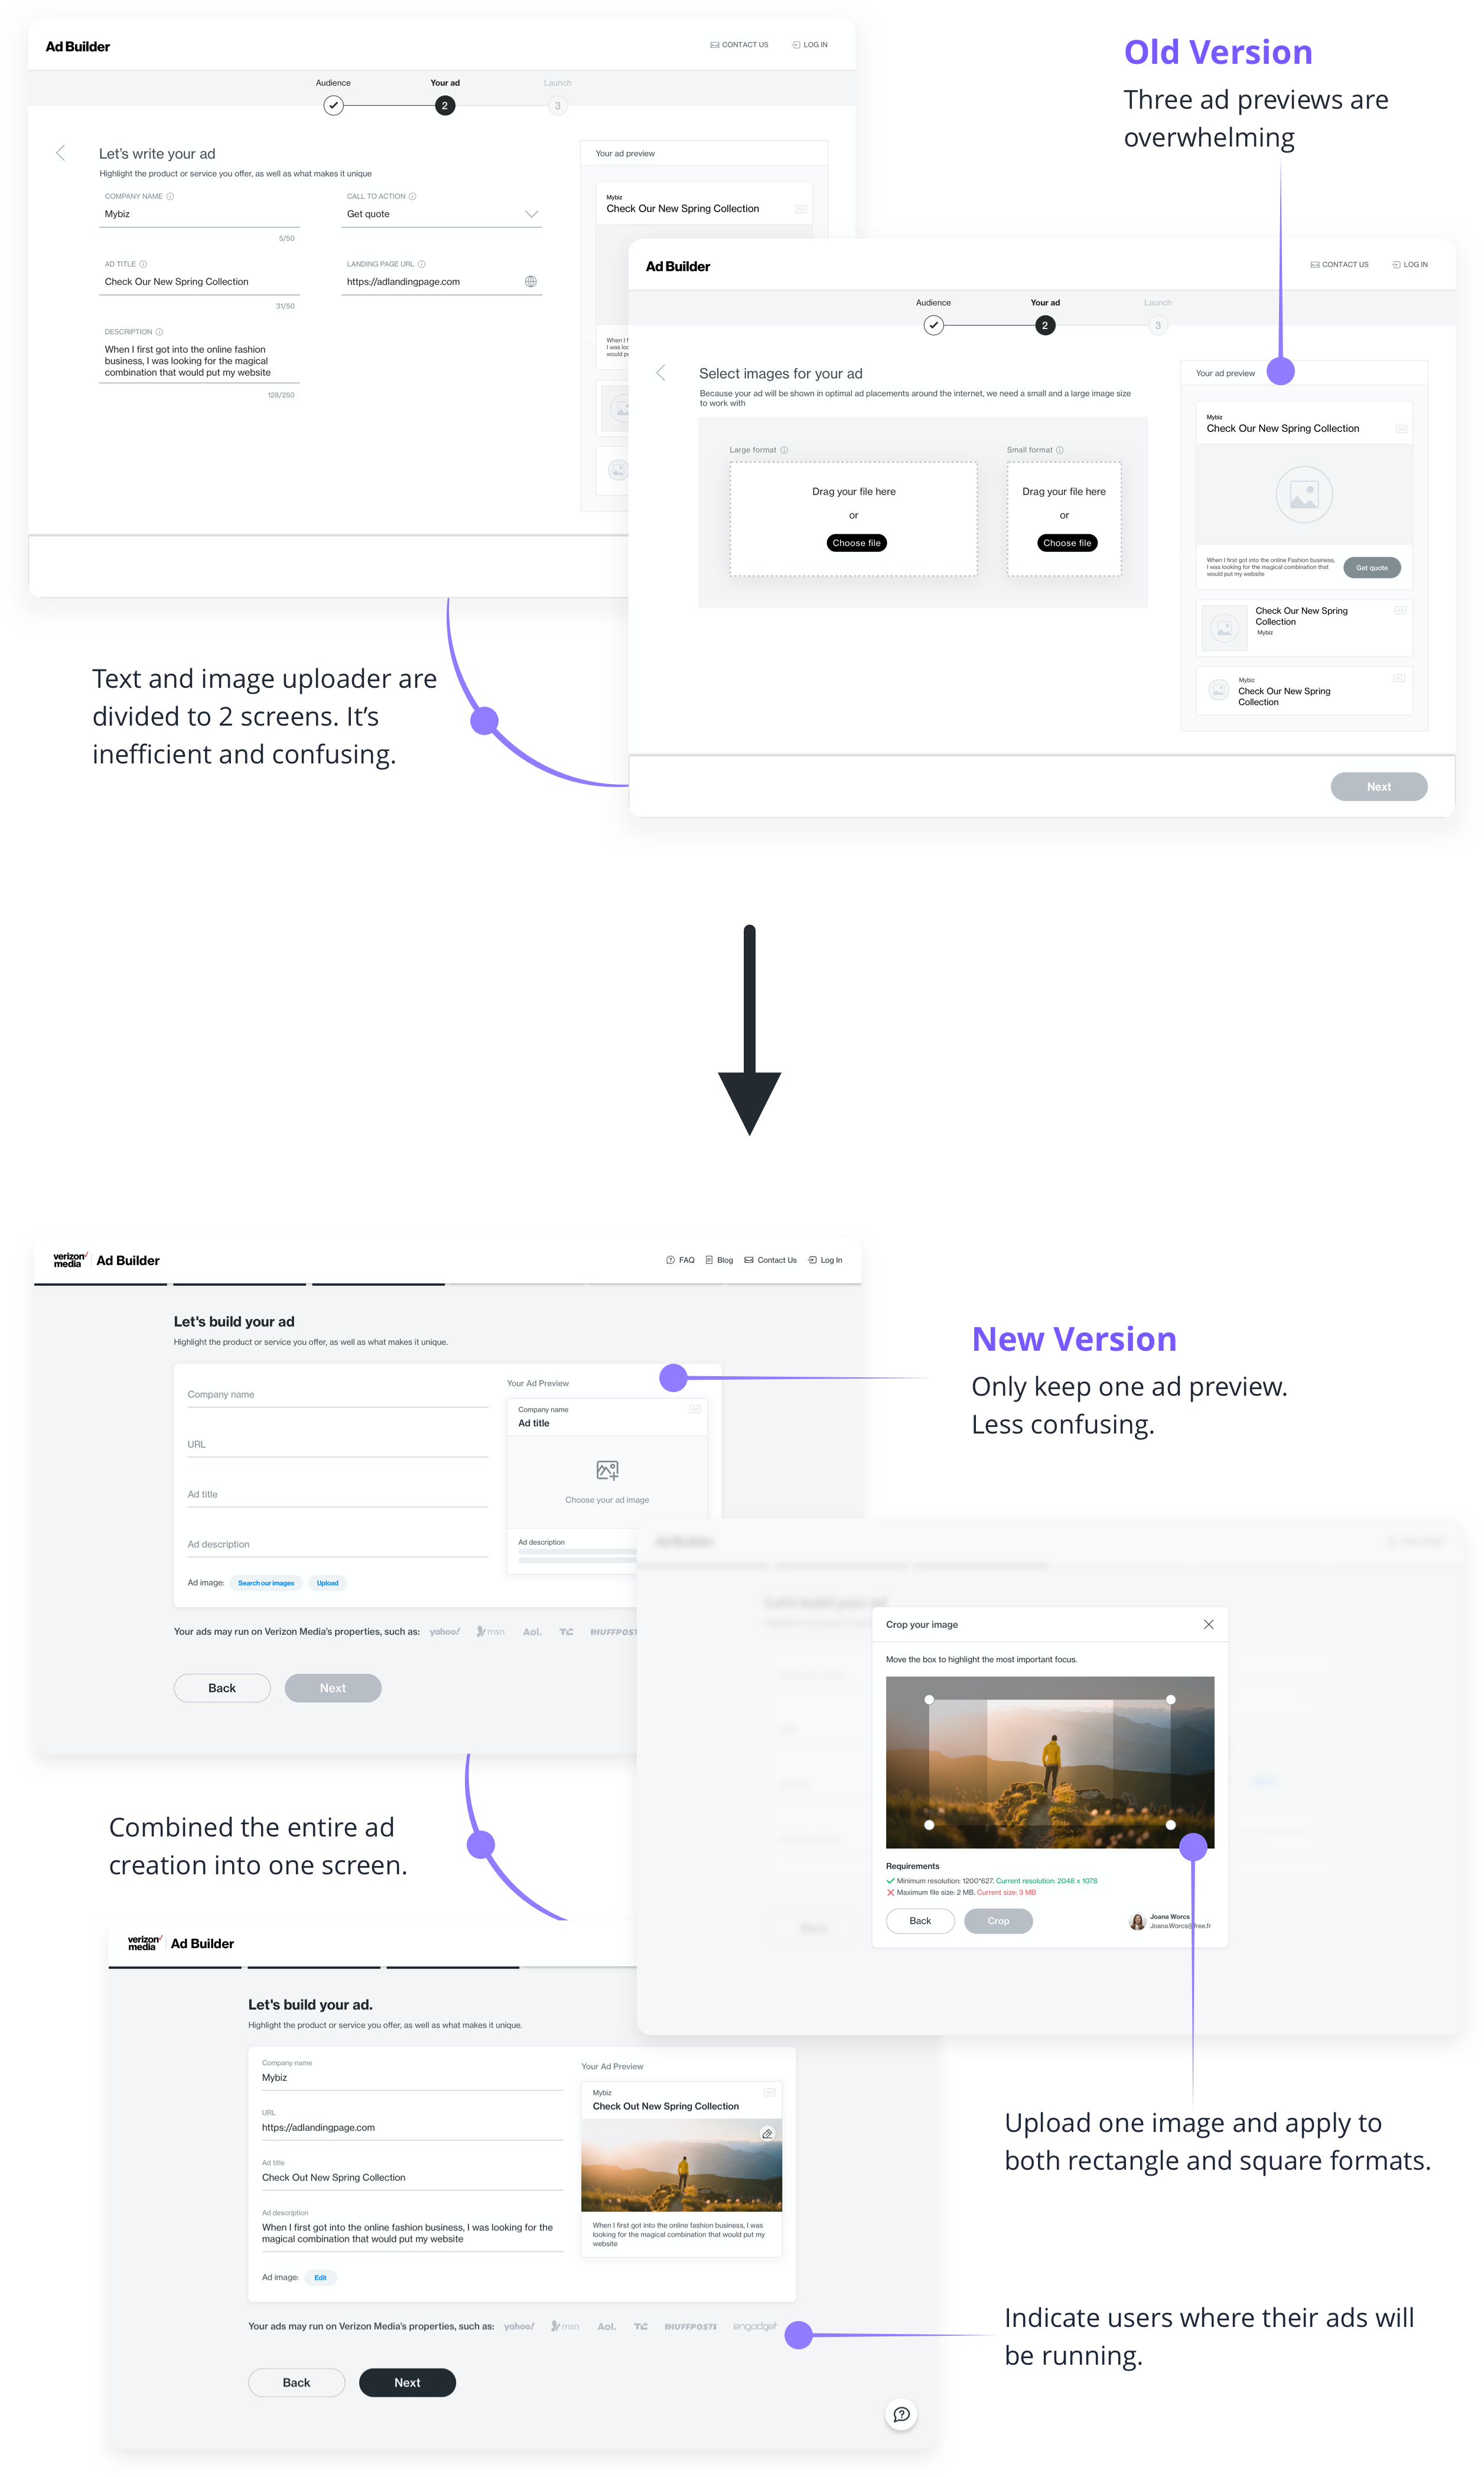 Ad Builder
CONTACT US
LOG IN
Audience
Your ad
Launch
2
3
Let's write your ad
Highlight the product or service you offer, as well as what makes it unique
COMPANY NAME
Mybiz
5/50
CALL TO ACTION
Get quote
AD TITLE
Check Our New Spring Collection
31/50
LANDING PAGE URL
https://adlandingpage.com
DESCRIPTION
When I first got into the online fashion
business, I was looking for the magical
combination that would put my website
128/250
Your ad preview
Mybiz
Check Our New Spring Collection
Ad
When I f
I was loo
would pu
Old Version
Three ad previews are
overwhelming
Ad Builder
CONTACT US
LOG IN
Audience
Your ad
Launch
2
3
Select images for your ad
Because your ad will be shown in optimal ad placements around the internet, we need a small and a large image size
to work with
Large format
Drag your file here
or
Choose file
Small format
Drag your file here
or
Choose file
Your ad preview
Mybiz
Check Our New Spring Collection
Ad
When I first got into the online Fashion business,
I was looking for the magical combination that
would put my website
Get quote
Check Our New Spring
Collection
Mybiz
Ad
Mybiz
Check Our New Spring
Collection
Ad
Next
Text and image uploader are
divided to 2 screens. It's
inefficient and confusing.
verizon
media
Ad Builder
FAQ
Blog
Contact Us
Log In
Let's build your ad
Highlight the product or service you offer, as well as what makes it unique.
Company name
URL
Ad title
Ad description
Ad image:
Search our images
Upload
Your Ad Preview
Company name
Ad title
Ad
Choose your ad image
Ad description
Your ads may run on Verizon Media's properties, such as:
yahoo!
msn
Aol.
TC
HUFFPOST
Back
Next
New Version
Only keep one ad preview.
Less confusing.
Ad Builder
Let's build your ad
Crop your image
Move the box to highlight the most important focus.
Requirements
Minimum resolution: 1200*627. Current resolution: 2048 x 1078
Maximum file size: 2 MB. Current size: 3 MB
Back
Crop
Joana Worcs
Joana.Worcs@free.fr
Combined the entire ad
creation into one screen.
verizon
media
Ad Builder
Let's build your ad.
Highlight the product or service you offer, as well as what makes it unique.
Company name
Mybiz
URL
https://adlandingpage.com
Ad title
Check Out New Spring Collection
Ad description
When I first got into the online fashion business, I was looking for the
magical combination that would put my website
Ad image:
Edit
Your Ad Preview
Mybiz
Check Out New Spring Collection
Ad
When I first got into the online fashion business, I was
looking for the magical combination that would put my
website
Your ads may run on Verizon Media's properties, such as:
yahoo!
msn
Aol.
TC
HUFFPOST
engadget
Back
Next
Upload one image and apply to
both rectangle and square formats.
Indicate users where their ads will
be running.